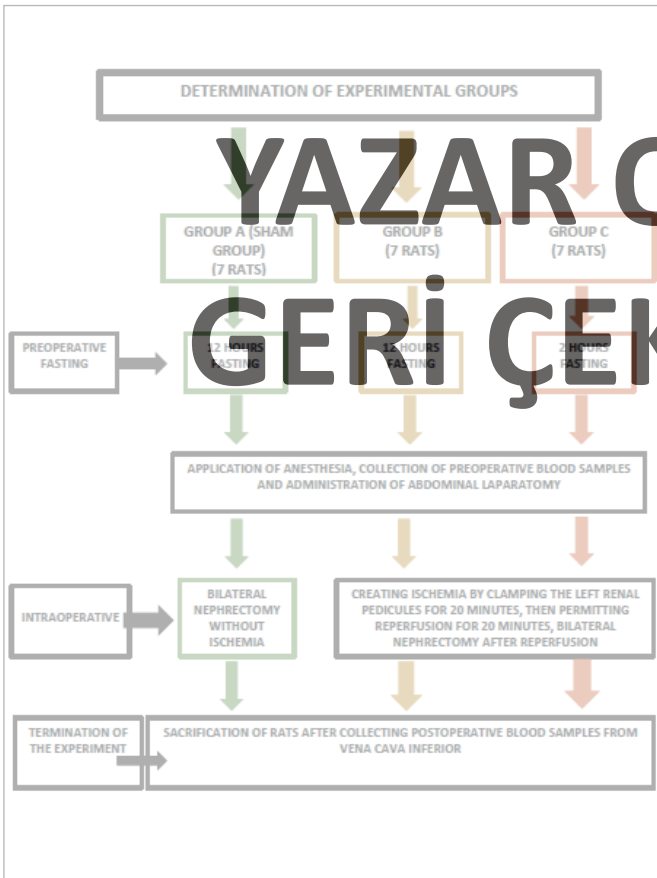 DETERMINATION OF EXPERIMENTAL GROUPS
YAZAR
GROUP A (SHAM
GROUP)
(7 RATS)
GROUP B
(7 RATS)
GROUP C
(7 RATS)
GERİ ÇEK
PREOPERATIVE
FASTING
12 HOURS
FASTING
12 HOURS
FASTING
2 HOURS
FASTING
APPLICATION OF ANESTHESIA, COLLECTION OF PREOPERATIVE BLOOD SAMPLES
AND ADMINISTRATION OF ABDOMINAL LAPARATOMY
INTRAOPERATIVE
BILATERAL
NEPHRECTOMY
WITHOUT
ISCHEMIA
CREATING ISCHEMIA BY CLAMPING THE LEFT RENAL
PEDICULES FOR 20 MINUTES, THEN PERMITTING
REPERFUSION FOR 20 MINUTES, BILATERAL
NEPHRECTOMY AFTER REPERFUSION
TERMINATION OF
THE EXPERIMENT
SACRIFICATION OF RATS AFTER COLLECTING POSTOPERATIVE BLOOD SAMPLES FROM
VENA CAVA INFERIOR